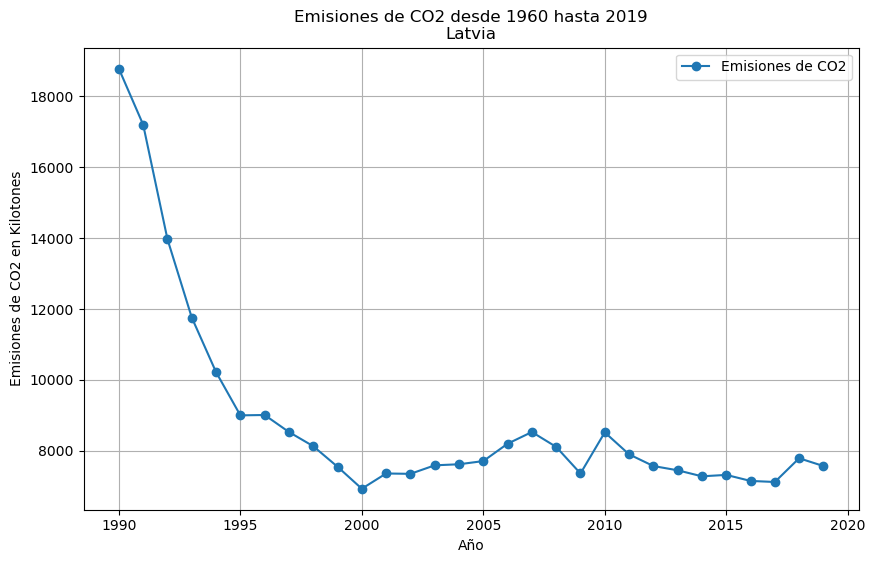 Emisiones de CO2 desde 1960 hasta 2019
Latvia
Emisiones de CO2
Emisiones de CO2 en Kilotones
18000
16000
14000
12000
10000
8000
1990
1995
2000
2005
2010
2015
2020
Año